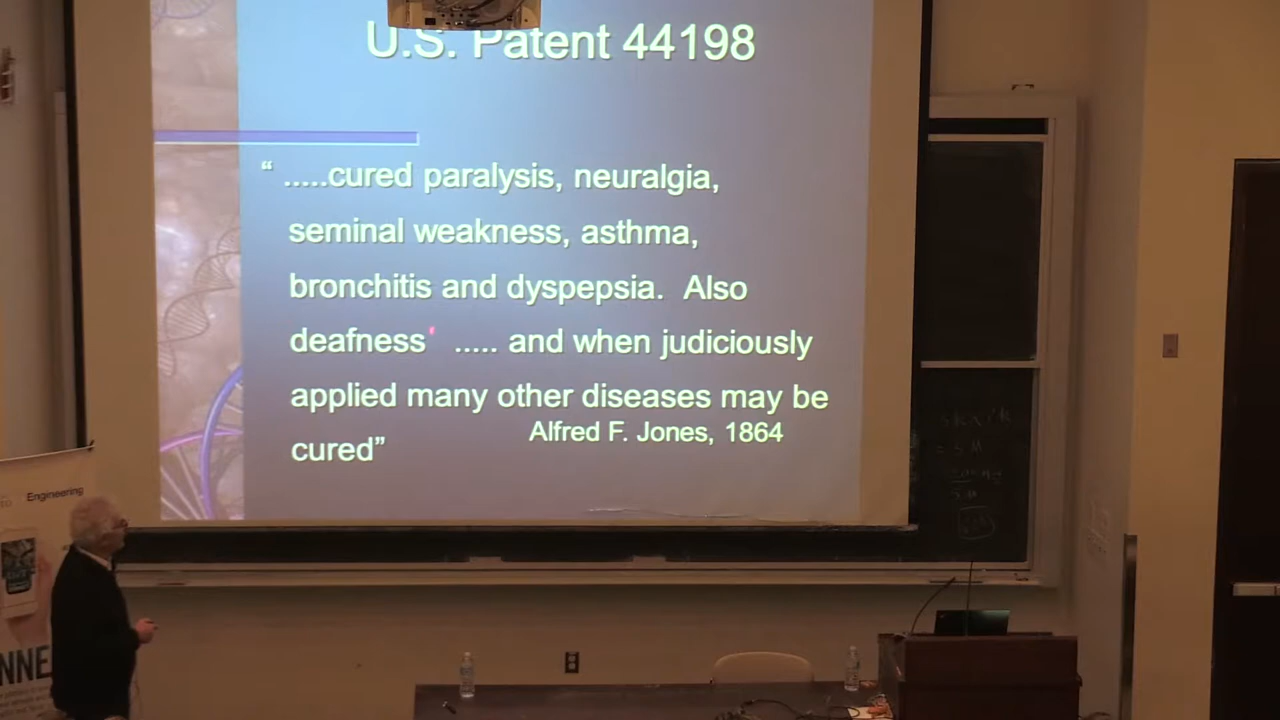 U.S. Patent 44198
“ .....cured paralysis, neuralgia,
seminal weakness, asthma,
bronchitis and dyspepsia. Also
deafness ..... and when judiciously
applied many other diseases may be
cured”
Alfred F. Jones, 1864
Engineering
NNE